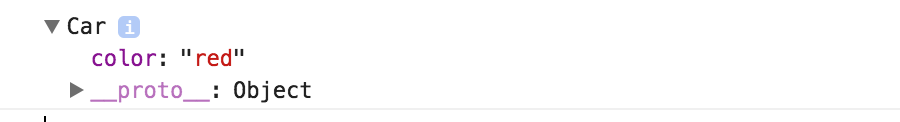 ▼ Car i
color: "red"
▶ __proto__: Object